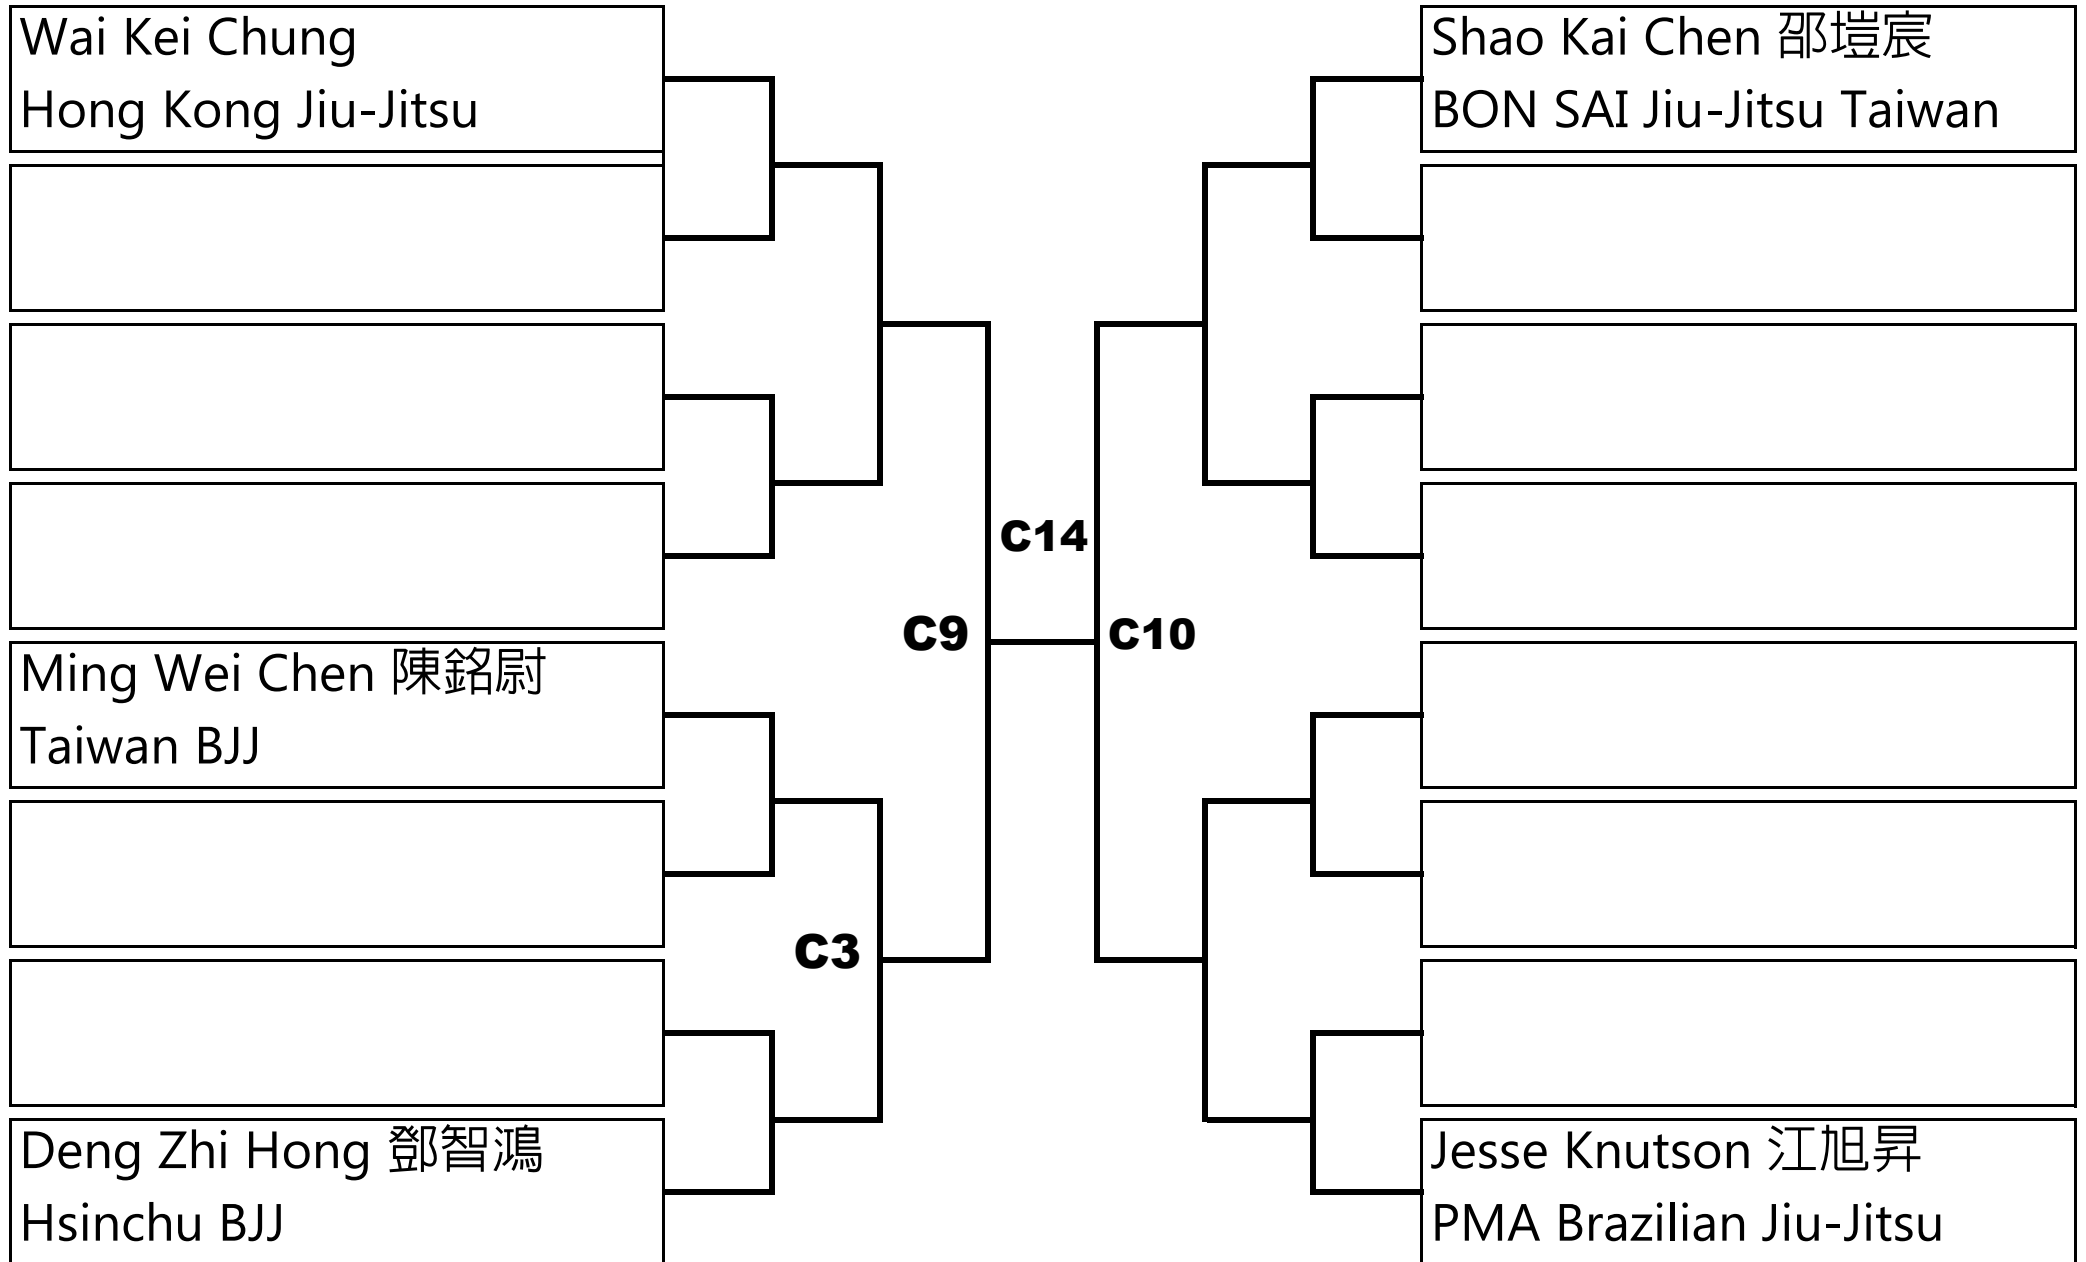 Wai Kei Chung
Hong Kong Jiu-Jitsu
Shao Kai Chen 邵塏宸
BON SAI Jiu-Jitsu Taiwan
C14
C9
C10
Ming Wei Chen 陳銘尉
Taiwan BJJ
C3
Deng Zhi Hong 鄧智鴻
Hsinchu BJJ
Jesse Knutson 江旭昇
PMA Brazilian Jiu-Jitsu